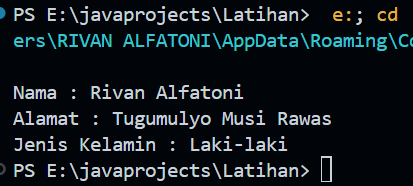 PS E:\javaprojects\Latihan> e:; cd
ers\RIVAN ALFATONI\AppData\Roaming\Co
Nama : Rivan Alfatoni
Alamat : Tugumulyo Musi Rawas
Jenis Kelamin : Laki-laki
PS E:\javaprojects\Latihan>